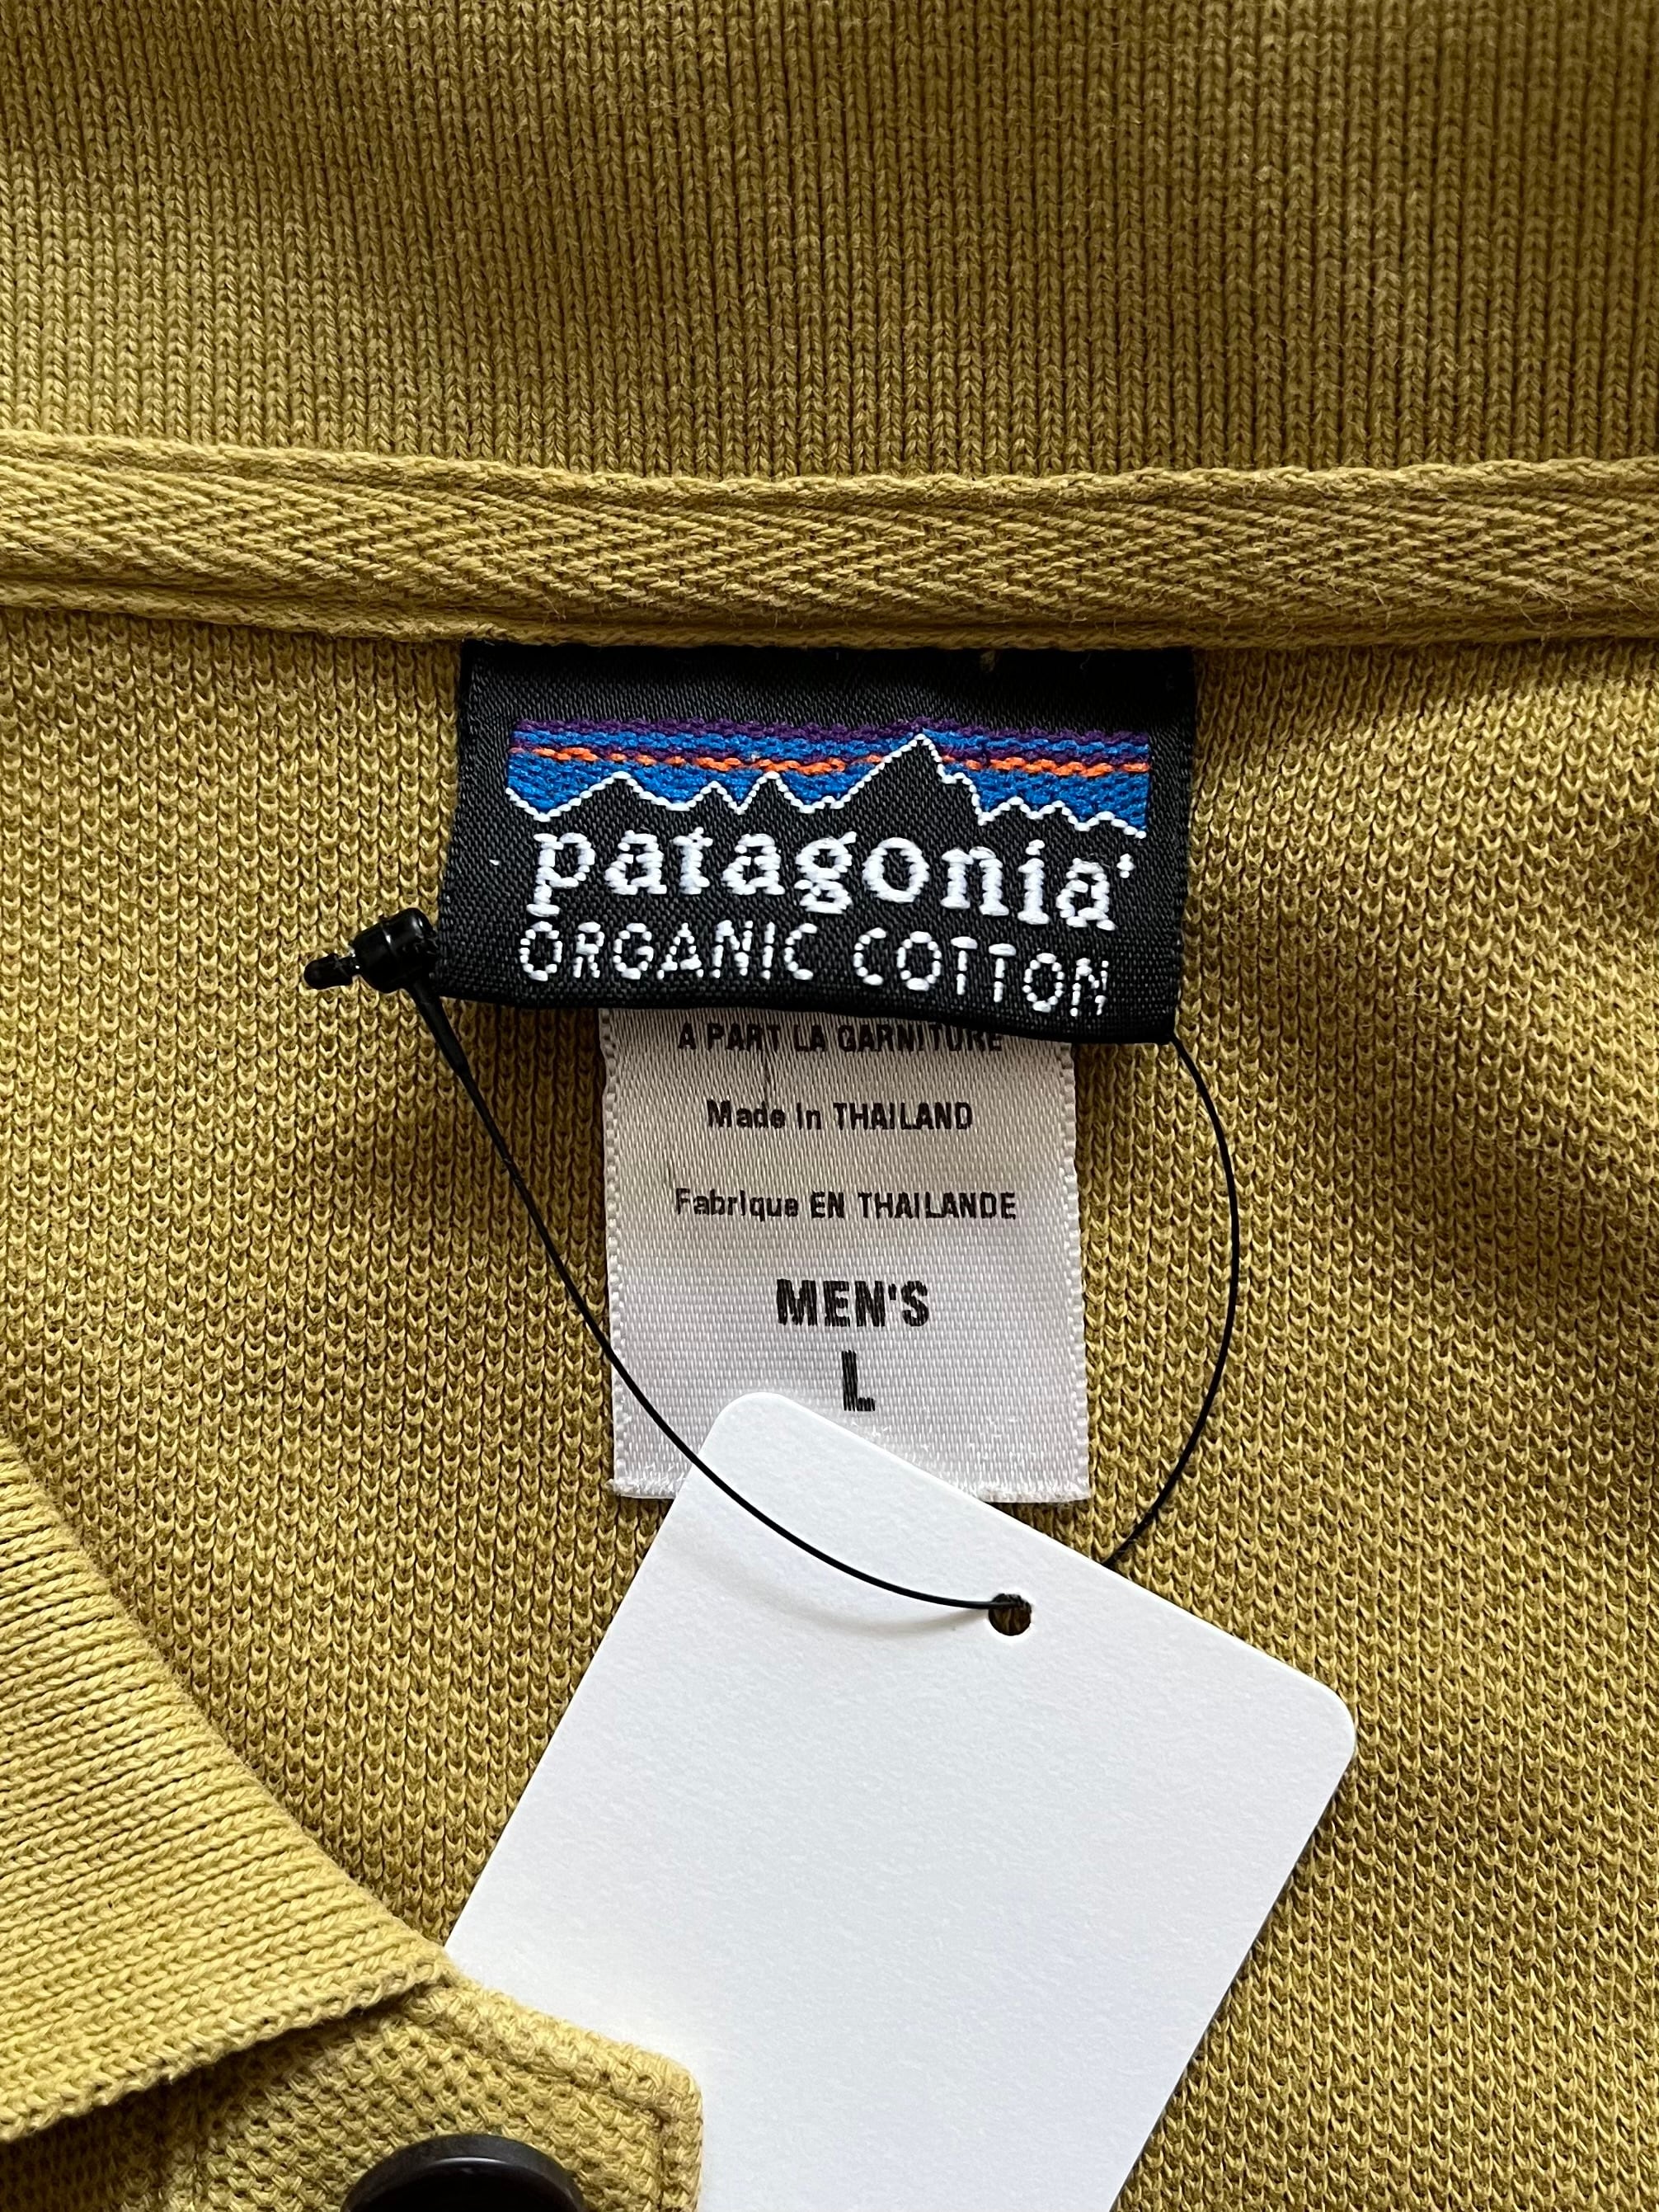 patagonia
ORGANIC COTTON
A PART LA GARNITURE
Made in THAILAND
Fabrique EN THAILANDE
MEN'S
L